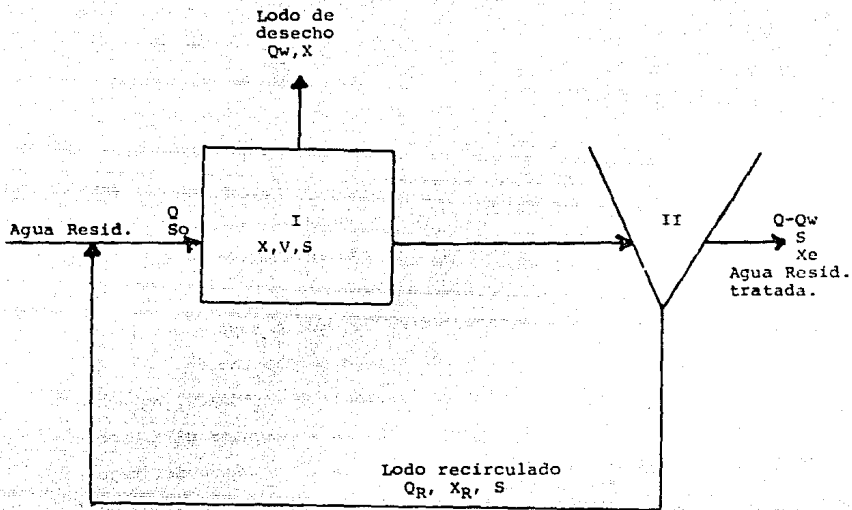 Lodo de
desecho
Qw,X
Agua Resid.
Q
So
I
X,V,S
II
Q-Qw
S
Xe
Agua Resid.
tratada.
Lodo recirculado
QR, XR, S